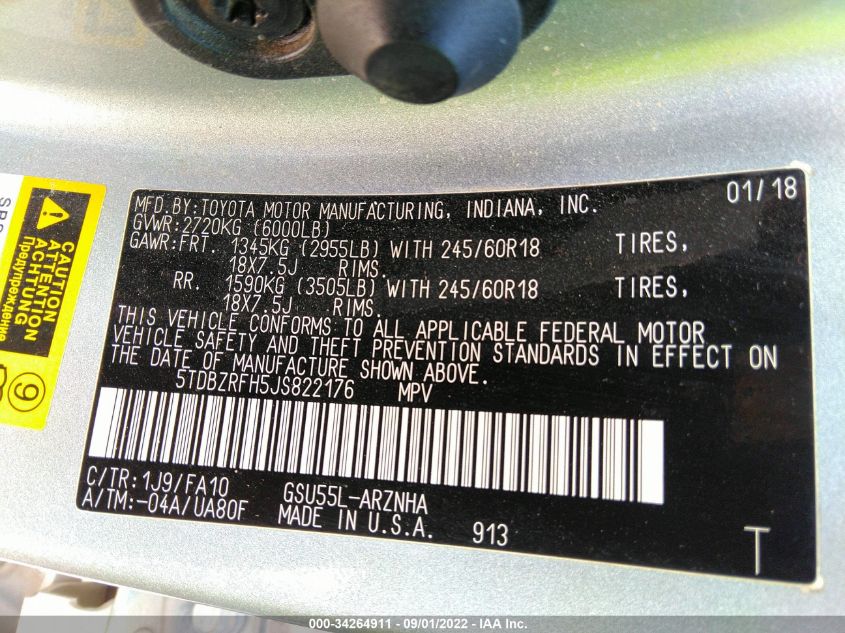 MFD.BY:TOYOTA MOTOR MANUFACTURING, INDIANA, INC. 01/18
GVWR:2720KG (6000LB)
GAWR:FRT. 1345KG (2955LB) WITH 245/60R18 TIRES,
18X7.5J RIMS.
RR. 1590KG (3505LB) WITH 245/60R18 TIRES,
18X7.5J RIMS.
THIS VEHICLE CONFORMS TO ALL APPLICABLE FEDERAL MOTOR
VEHICLE SAFETY AND THEFT PREVENTION STANDARDS IN EFFECT ON
THE DATE OF MANUFACTURE SHOWN ABOVE.
5TDBZRFH5JS822176 MPV
C/TR:1J9/FA10 GSU55L-ARZNHA
A/TM:-04A/UA80F MADE IN U.S.A. 913
T
CAUTION
ATTENTION
ACHTUNG
Предупреждение
9
000-34264911 - 09/01/2022 - IAA Inc.